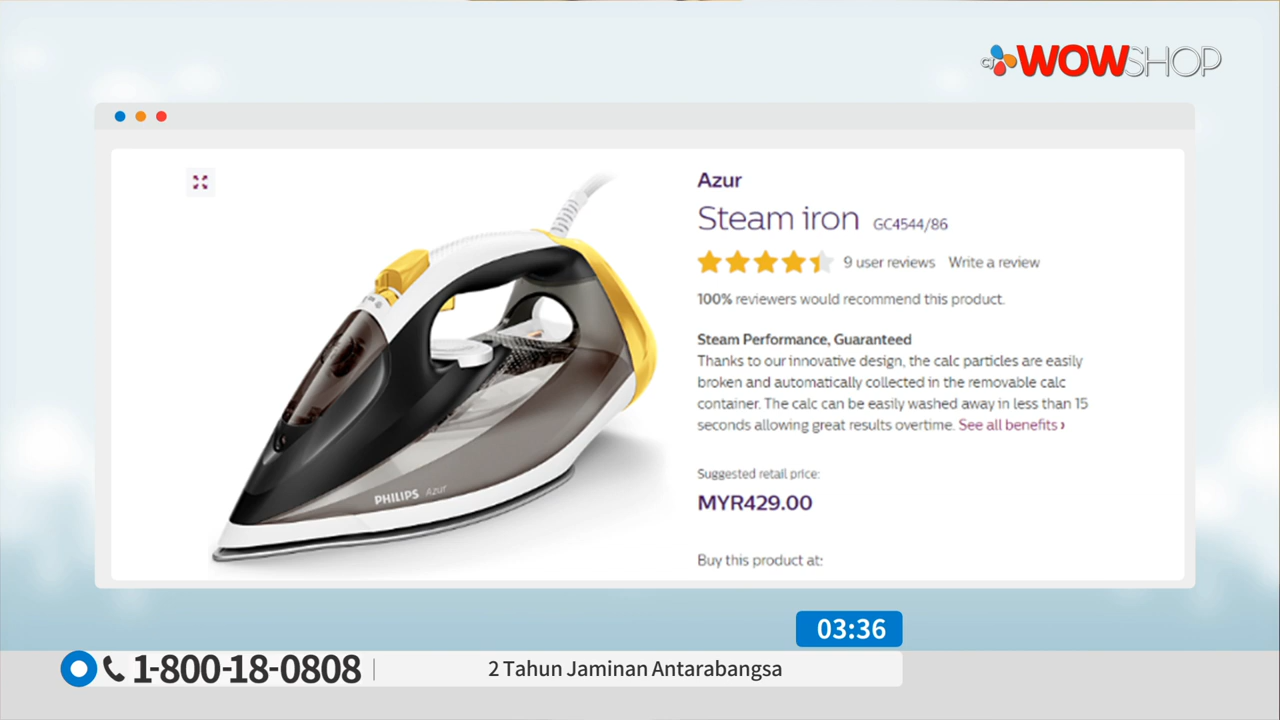 CJ WOWSHOP
Azur
Steam iron GC4544/86
9 user reviews Write a review
100% reviewers would recommend this product.
Steam Performance, Guaranteed
Thanks to our innovative design, the calc particles are easily
broken and automatically collected in the removable calc
container. The calc can be easily washed away in less than 15
seconds allowing great results overtime. See all benefits ›
PHILIPS Azur
Suggested retail price:
MYR429.00
Buy this product at:
03:36
1-800-18-0808 | 2 Tahun Jaminan Antarabangsa